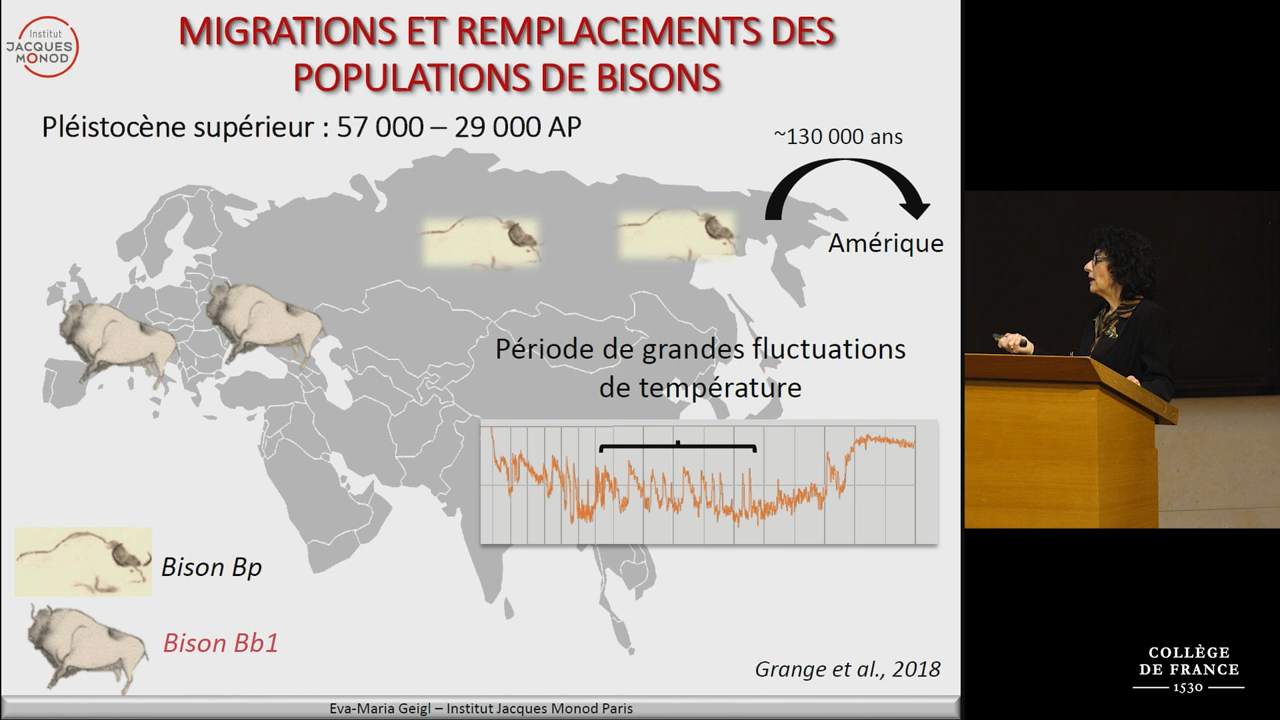 Institut
JACQUES
MONOD
MIGRATIONS ET REMPLACEMENTS DES
POPULATIONS DE BISONS
Pléistocène supérieur : 57 000 – 29 000 AP
~130 000 ans
Amérique
Période de grandes fluctuations
de température
Bison Bp
Bison Bb1
Grange et al., 2018
Eva-Maria Geigl – Institut Jacques Monod Paris
COLLÈGE
DE FRANCE
1530